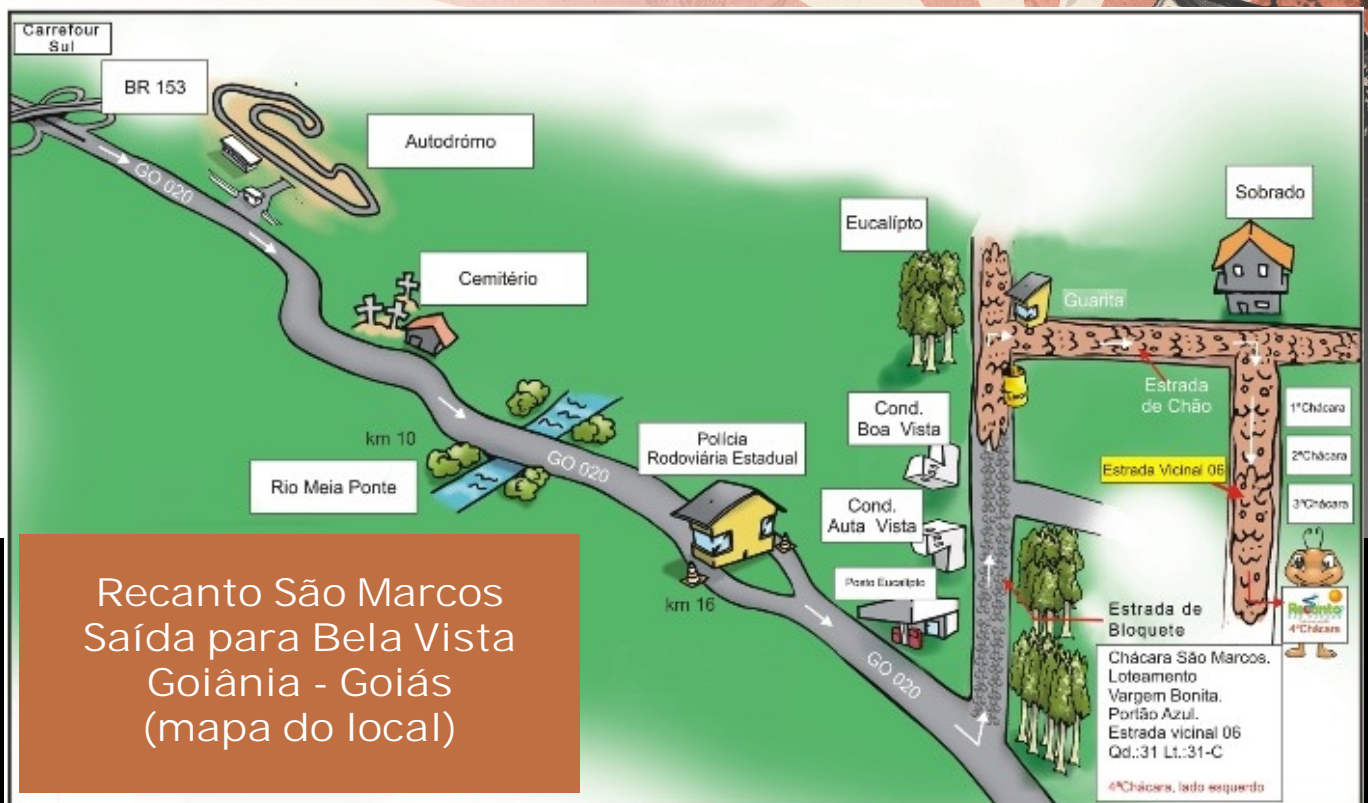 Carrefour
Sul
BR 153
Autodrómo
GO 020
Cemitério
Eucalípto
Sobrado
Guarita
Estrada
de Chão
km 10
Rio Meia Ponte
GO 020
Polícia
Rodoviária Estadual
km 16
Cond.
Boa Vista
Cond.
Auta Vista
Posto Eucalipto
GO 020
Estrada Vicinal 06
1ªChácara
2ªChácara
3ªChácara
Recanto
4ªChácara
Estrada de
Bloquete
Chácara São Marcos.
Loteamento
Vargem Bonita.
Portão Azul.
Estrada vicinal 06
Qd.:31 Lt.:31-C
4ªChácara, lado esquerdo
Recanto São Marcos
Saída para Bela Vista
Goiânia - Goiás
(mapa do local)